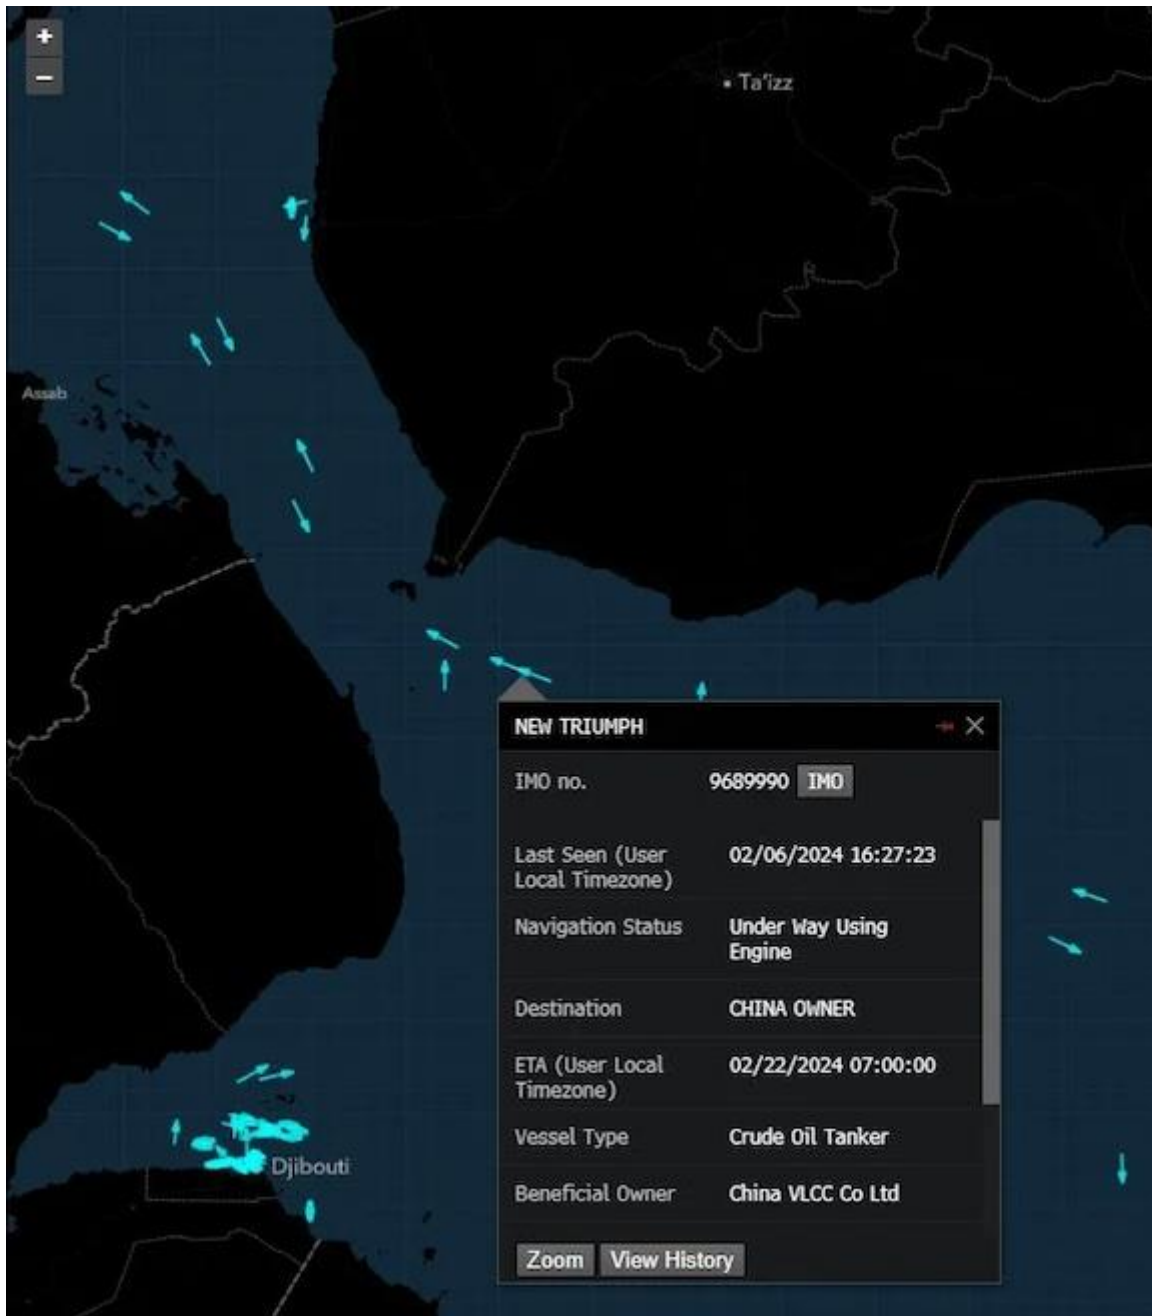 +
−
Ta'izz
Assab
NEW TRIUMPH
IMO no. 9689990 IMO
Last Seen (User 02/06/2024 16:27:23
Local Timezone)
Navigation Status Under Way Using
Engine
Destination CHINA OWNER
ETA (User Local 02/22/2024 07:00:00
Timezone)
Vessel Type Crude Oil Tanker
Djibouti
Beneficial Owner China VLCC Co Ltd
Zoom View History